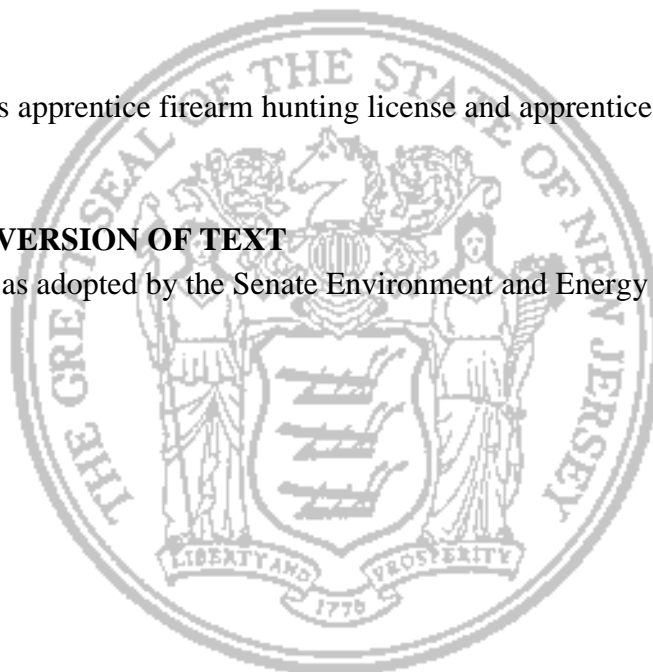 s apprentice firearm hunting license and apprentice
VERSION OF TEXT
as adopted by the Senate Environment and Energy
THE GREAT SEAL OF THE STATE OF NEW JERSEY
LIBERTY AND PROSPERITY
1776